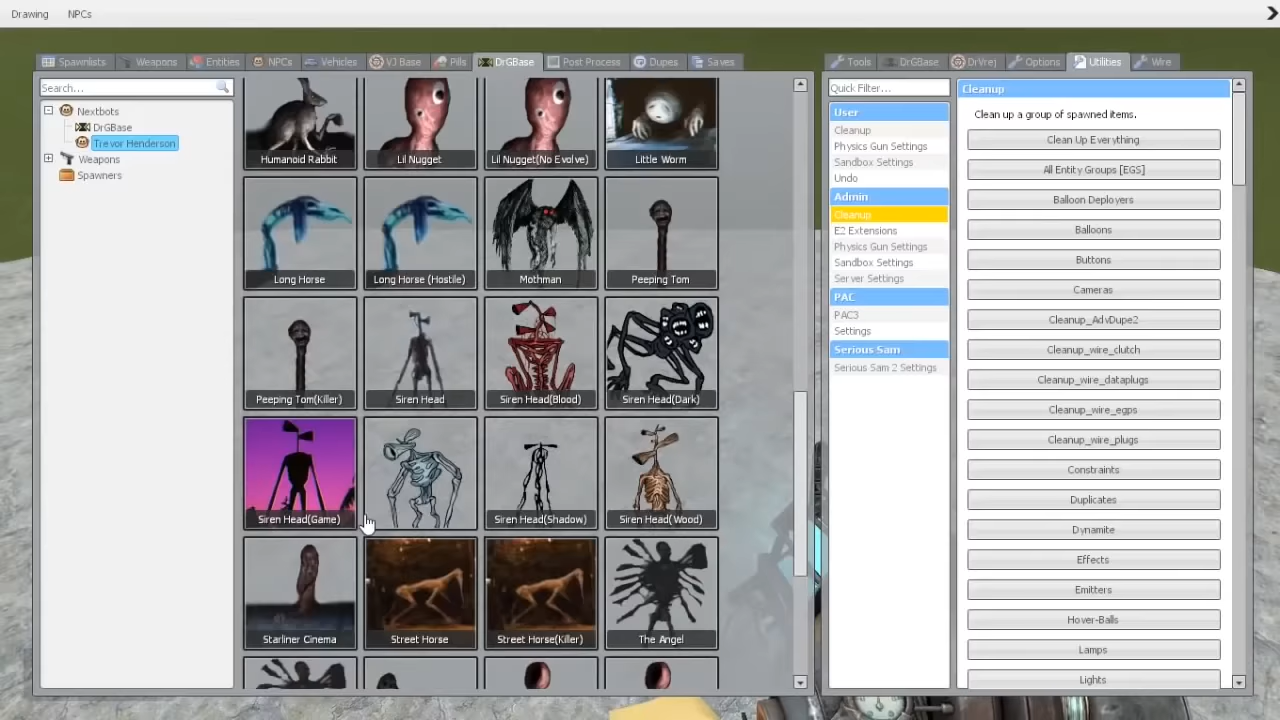 Drawing NPCs
Spawnlists Weapons Entities NPCs Vehicles VJ Base Pills DrGBase Post Process Dupes Saves
Search...
Nextbots
DrGBase
Trevor Henderson
Weapons
Spawners
Humanoid Rabbit Lil Nugget Lil Nugget(No Evolve) Little Worm
Long Horse Long Horse (Hostile) Mothman Peeping Tom
Peeping Tom(Killer) Siren Head Siren Head(Blood) Siren Head(Dark)
Siren Head(Game) Siren Head(Shadow) Siren Head(Wood)
Starliner Cinema Street Horse Street Horse(Killer) The Angel
Tools DrGBase DrVrej Options Utilities Wire
Quick Filter...
User
Cleanup
Physics Gun Settings
Sandbox Settings
Undo
Admin
Cleanup
E2 Extensions
Physics Gun Settings
Sandbox Settings
Server Settings
PAC
PAC3
Settings
Serious Sam
Serious Sam 2 Settings
Cleanup
Clean up a group of spawned items.
Clean Up Everything
All Entity Groups [EGS]
Balloon Deployers
Balloons
Buttons
Cameras
Cleanup_AdvDupe2
Cleanup_wire_clutch
Cleanup_wire_dataplugs
Cleanup_wire_egps
Cleanup_wire_plugs
Constraints
Duplicates
Dynamite
Effects
Emitters
Hover-Balls
Lamps
Lights